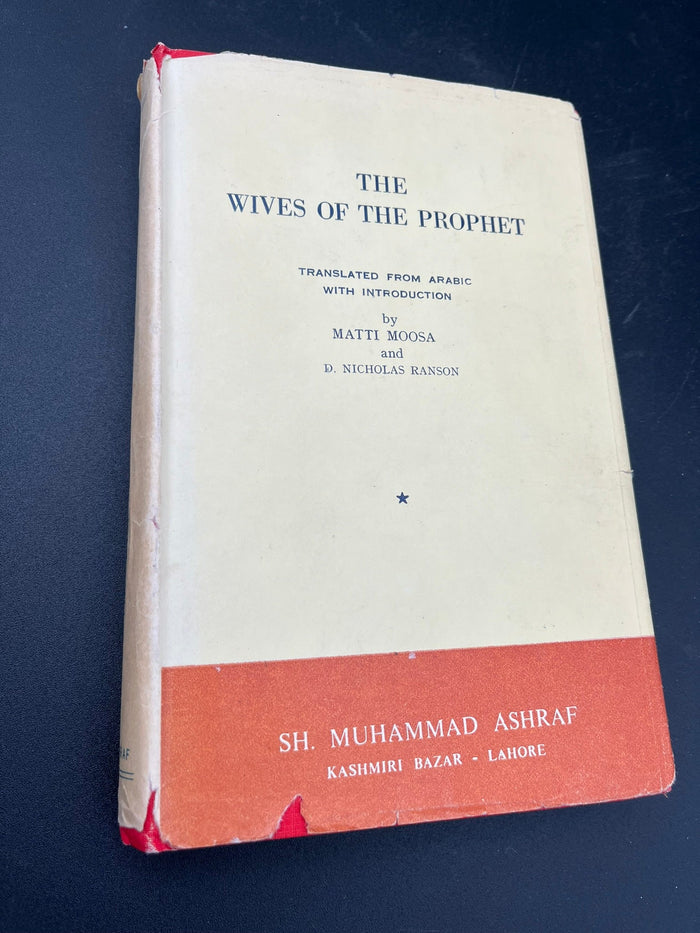 THE
WIVES OF THE PROPHET
TRANSLATED FROM ARABIC
WITH INTRODUCTION
by
MATTI MOOSA
and
D. NICHOLAS RANSON
SH. MUHAMMAD ASHRAF
KASHMIRI BAZAR - LAHORE